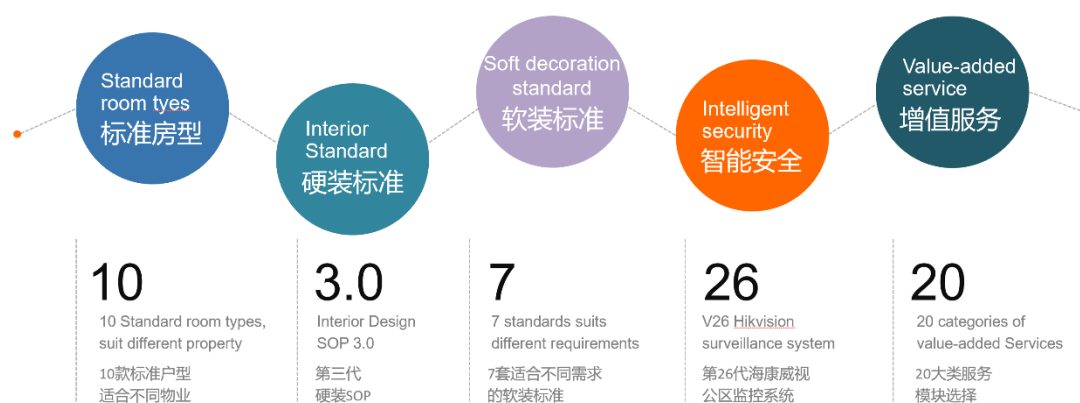 Standard
room tyes
标准房型
Interior
Standard
硬装标准
Soft decoration
standard
软装标准
Intelligent
security
智能安全
Value-added
service
增值服务
10
10 Standard room types,
suit different property
10款标准户型
适合不同物业
3.0
Interior Design
SOP 3.0
第三代
硬装SOP
7
7 standards suits
different requirements
7套适合不同需求
的软装标准
26
V26 Hikvision
surveillance system
第26代海康威视
公区监控系统
20
20 categories of
value-added Services
20大类服务
模块选择